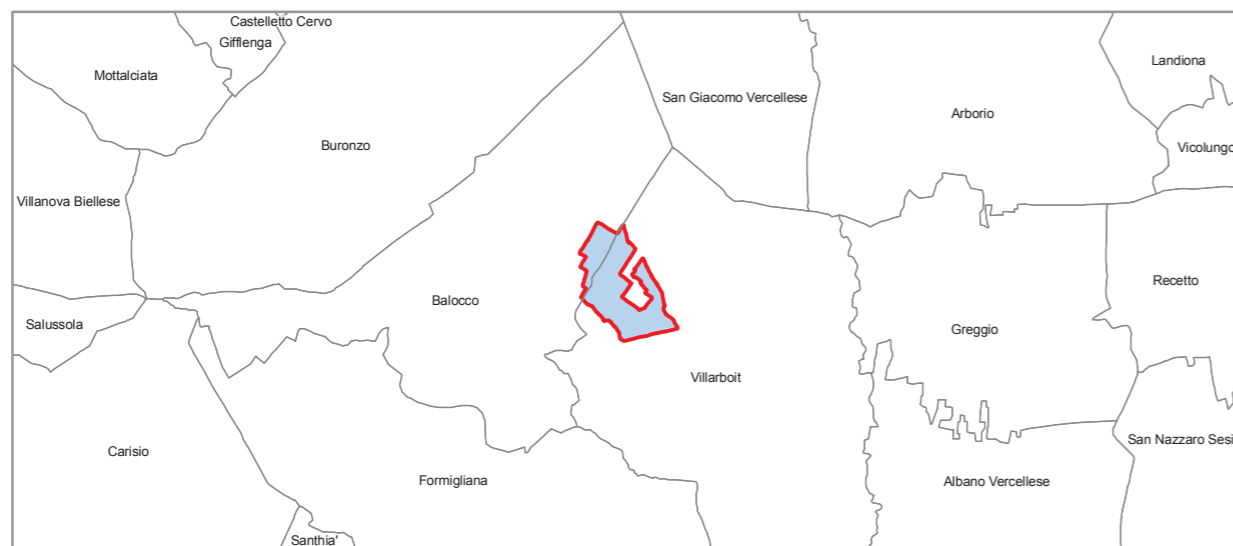 Castelletto Cervo
Gifflenga
Mottalciata
Landiona
San Giacomo Vercellese
Arborio
Buronzo
Vicolungo
Villanova Biellese
Recetto
Balocco
Salussola
Greggio
Villarboit
San Nazzaro Sesi
Carisio
Formigliana
Albano Vercellese
Santhia'